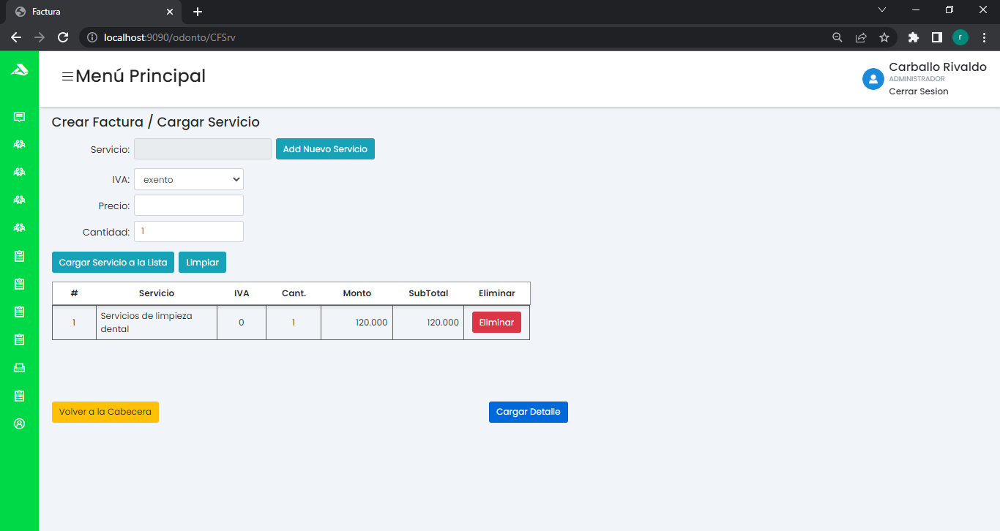 Factura
localhost:9090/odonto/CFSrv
r
Menú Principal
Carballo Rivaldo
ADMINISTRADOR
Cerrar Sesion
Crear Factura / Cargar Servicio
Servicio:
Add Nuevo Servicio
IVA: exento
Precio:
Cantidad: 1
Cargar Servicio a la Lista Limpiar
# Servicio IVA Cant. Monto SubTotal Eliminar
1 Servicios de limpieza dental 0 1 120.000 120.000 Eliminar
Volver a la Cabecera Cargar Detalle